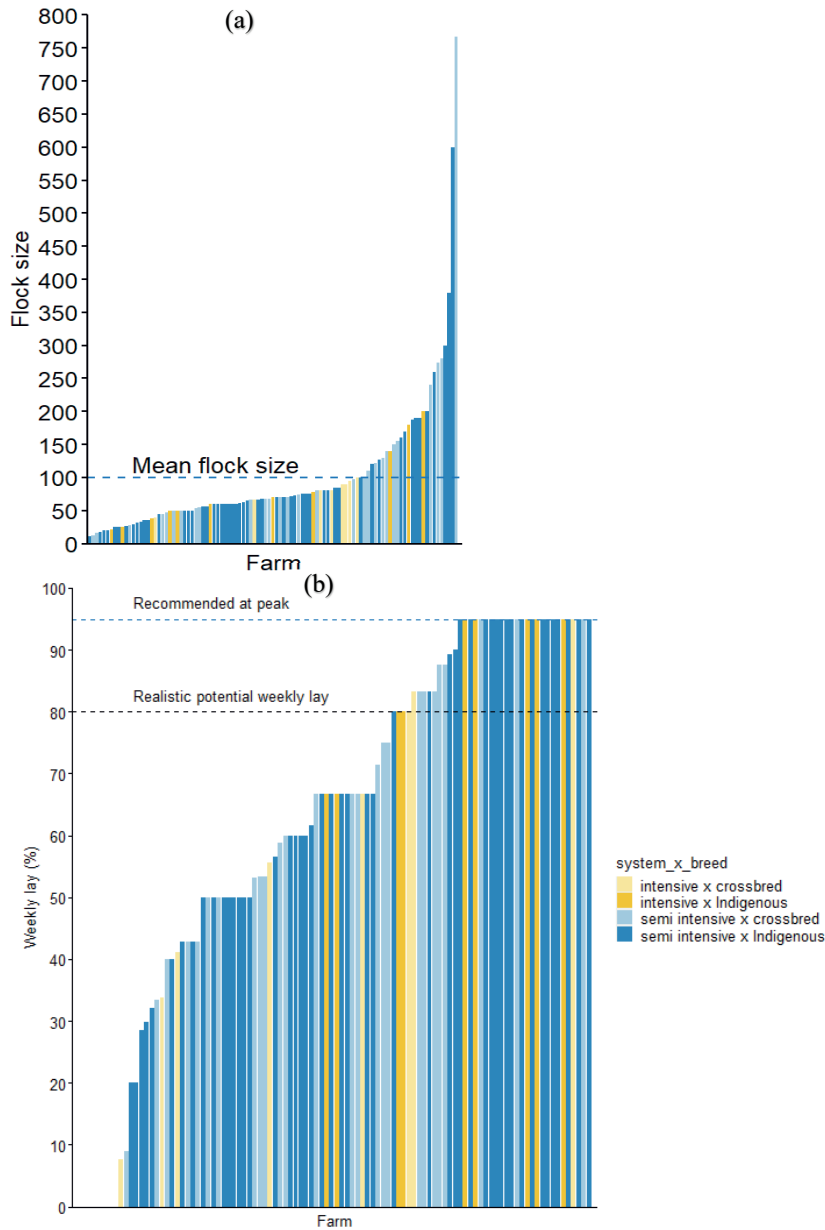 (a)
800
750
700
650
600
550
500
450
400
350
300
250
200
150
100
50
0
Flock size
Mean flock size
Farm
(b)
100
90
80
70
60
50
40
30
20
10
0
Weekly lay (%)
Recommended at peak
Realistic potential weekly lay
Farm
system_x_breed
intensive x crossbred
intensive x Indigenous
semi intensive x crossbred
semi intensive x Indigenous